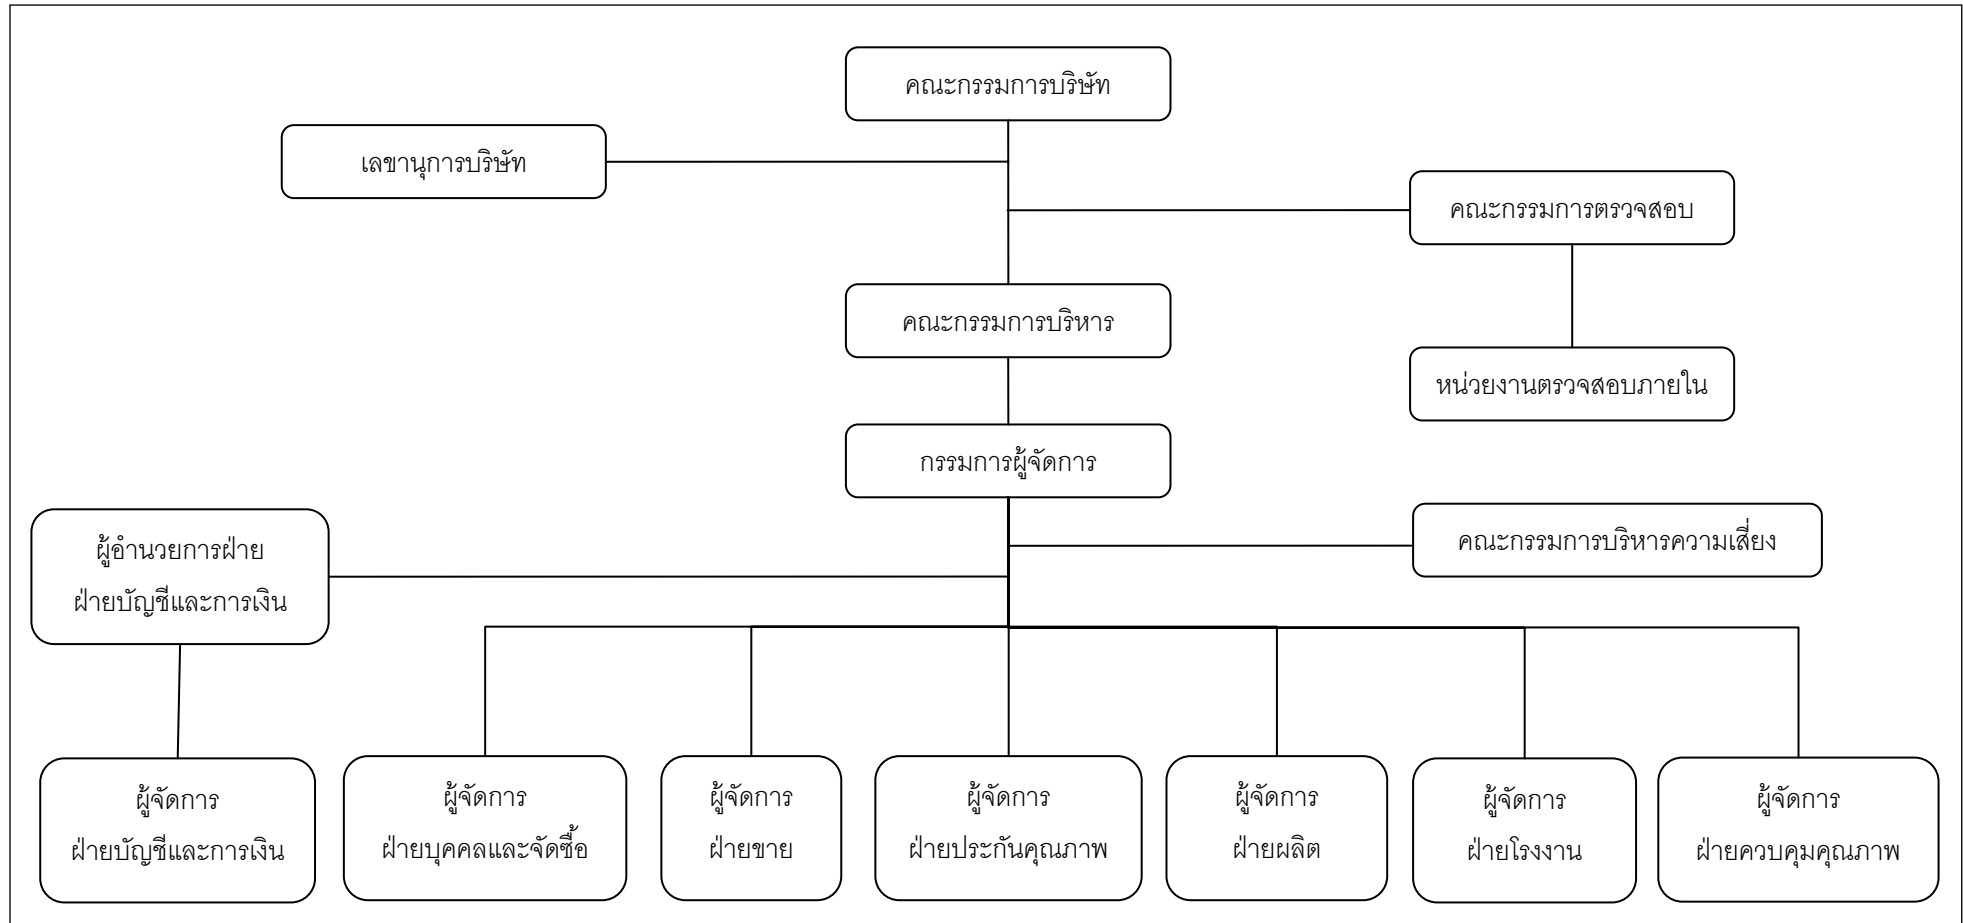 คณะกรรมการบริษัท
เลขานุการบริษัท
คณะกรรมการตรวจสอบ
คณะกรรมการบริหาร
หน่วยงานตรวจสอบภายใน
กรรมการผู้จัดการ
คณะกรรมการบริหารความเสี่ยง
ผู้อำนวยการฝ่าย
ฝ่ายบัญชีและการเงิน
ผู้จัดการ
ฝ่ายบัญชีและการเงิน
ผู้จัดการ
ฝ่ายบุคคลและจัดซื้อ
ผู้จัดการ
ฝ่ายขาย
ผู้จัดการ
ฝ่ายประกันคุณภาพ
ผู้จัดการ
ฝ่ายผลิต
ผู้จัดการ
ฝ่ายโรงงาน
ผู้จัดการ
ฝ่ายควบคุมคุณภาพ